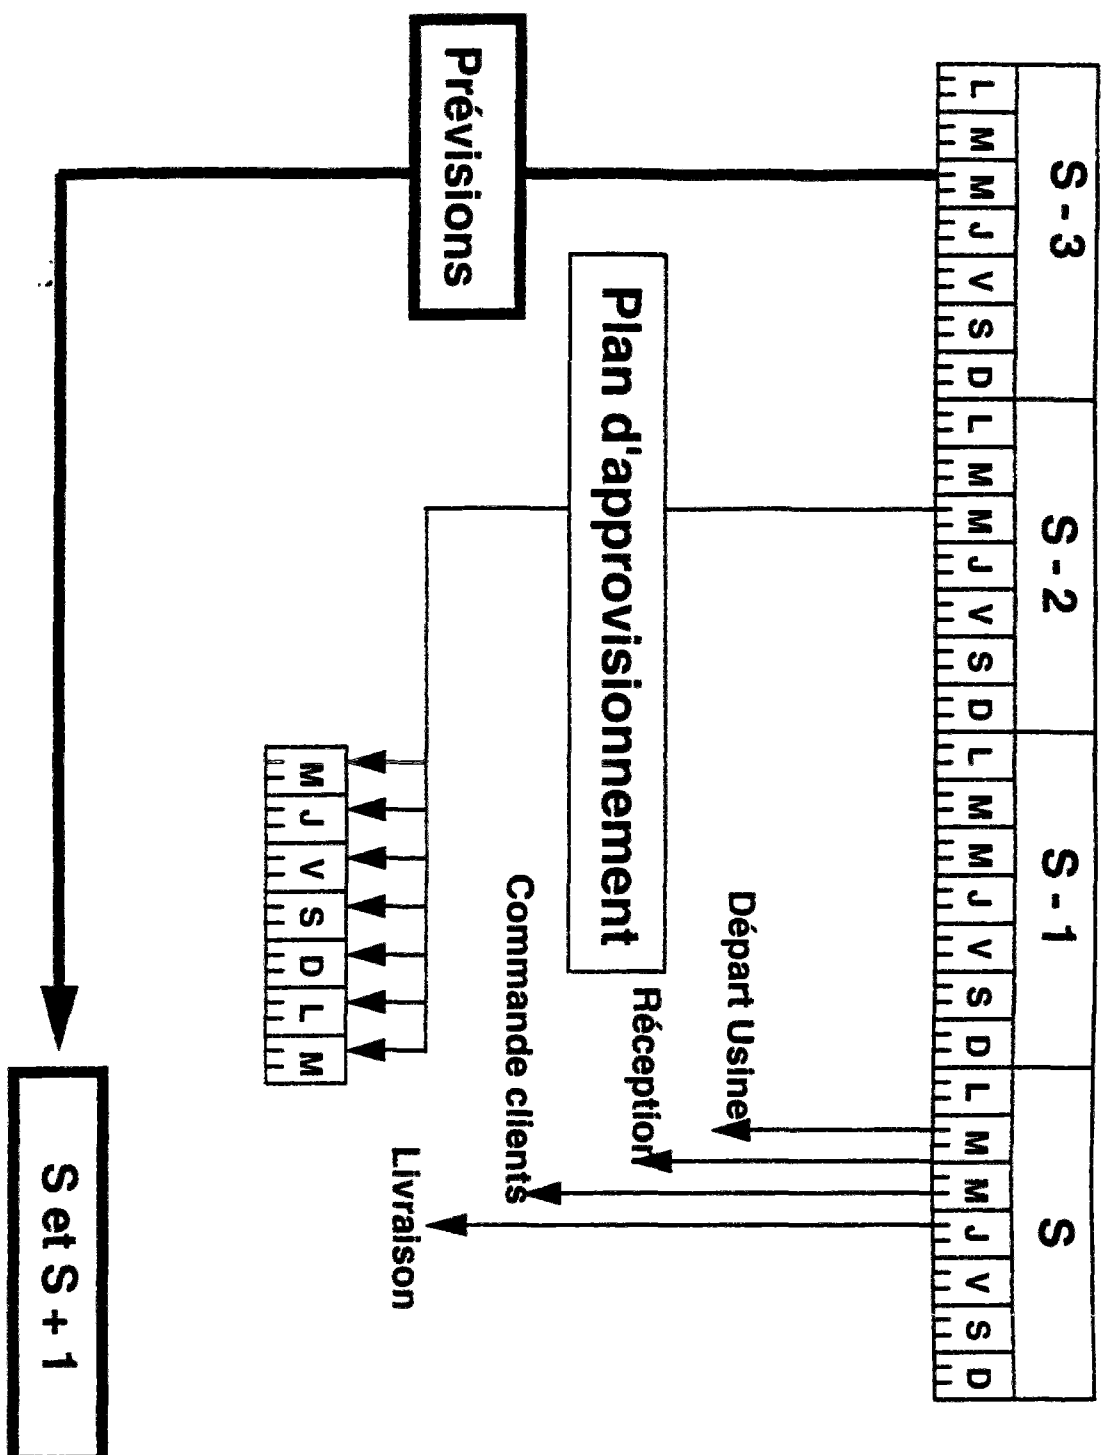 S - 3 S - 2 S - 1 S
L M M J V S D L M M J V S D L M M J V S D L M M J V S D
Départ Usine
Réception
Plan d'approvisionnement
Commande clients
Prévisions
Livraison
M J V S D L M
S et S + 1